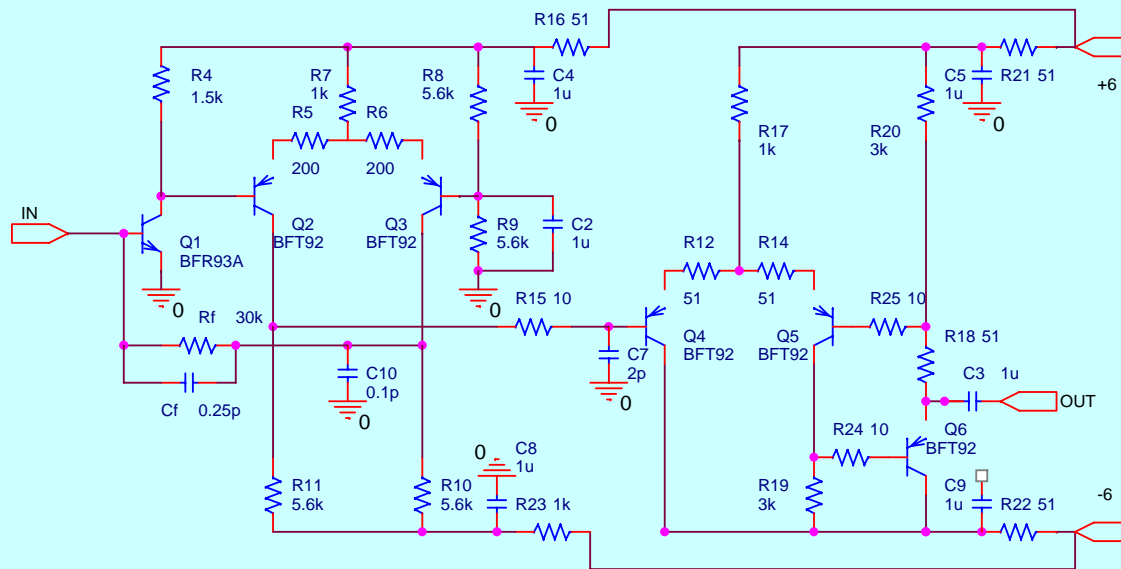 R16 51
R4
1.5k
R7
1k
R8
5.6k
C4
1u
0
C5
1u
R21 51
+6
R5
200
R6
200
R17
1k
R20
3k
IN
Q1
BFR93A
0
Q2
BFT92
Q3
BFT92
R9
5.6k
C2
1u
0
R12
51
R14
51
Rf
30k
Cf
0.25p
C10
0.1p
0
R15 10
C7
2p
0
Q4
BFT92
Q5
BFT92
R25 10
R18 51
C3
1u
OUT
Q6
BFT92
R24 10
0
C8
1u
R11
5.6k
R10
5.6k
R23 1k
R19
3k
C9
1u
R22 51
-6